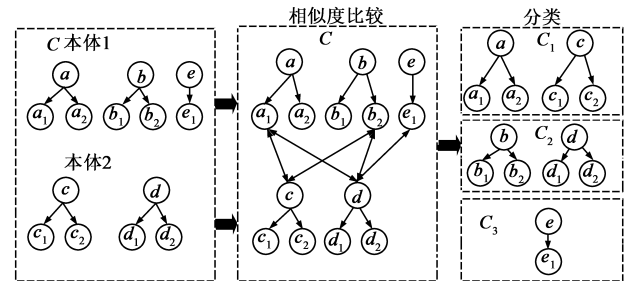 相似度比较
分类
C 本体1
C
C₁
a
b
e
a
b
e
a
c
a₁
a₂
b₁
b₂
e₁
a₁
a₂
b₁
b₂
e₁
a₁
a₂
c₁
c₂
b
d
C₂
b₁
b₂
d₁
d₂
本体2
c
d
c
d
c₁
c₂
d₁
d₂
c₁
c₂
d₁
d₂
C₃
e
e₁